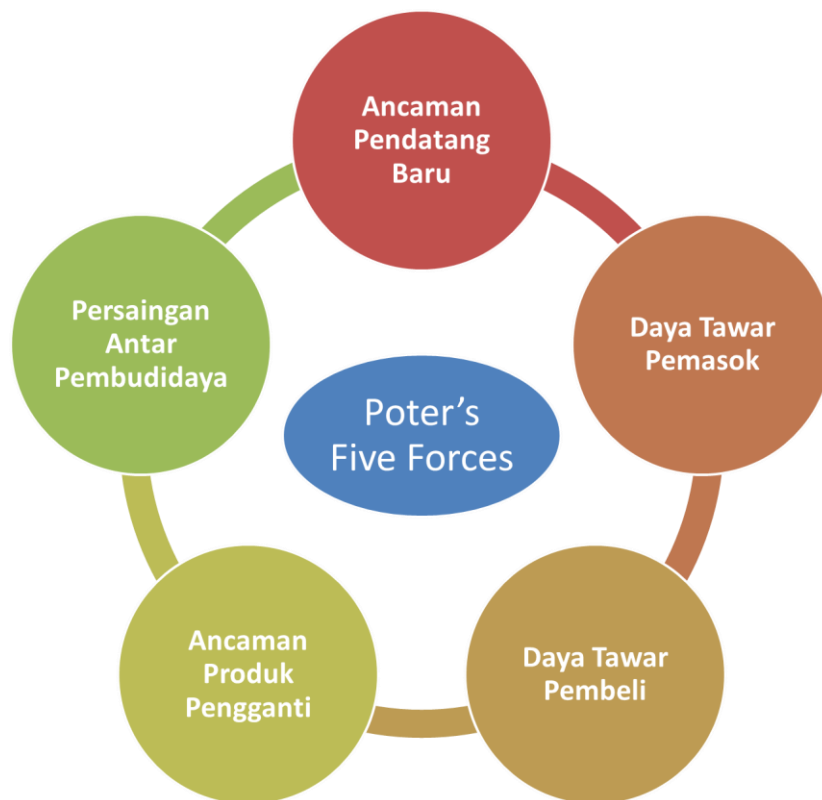 Ancaman
Pendatang
Baru
Daya Tawar
Pemasok
Daya Tawar
Pembeli
Ancaman
Produk
Pengganti
Persaingan
Antar
Pembudidaya
Poter’s
Five Forces